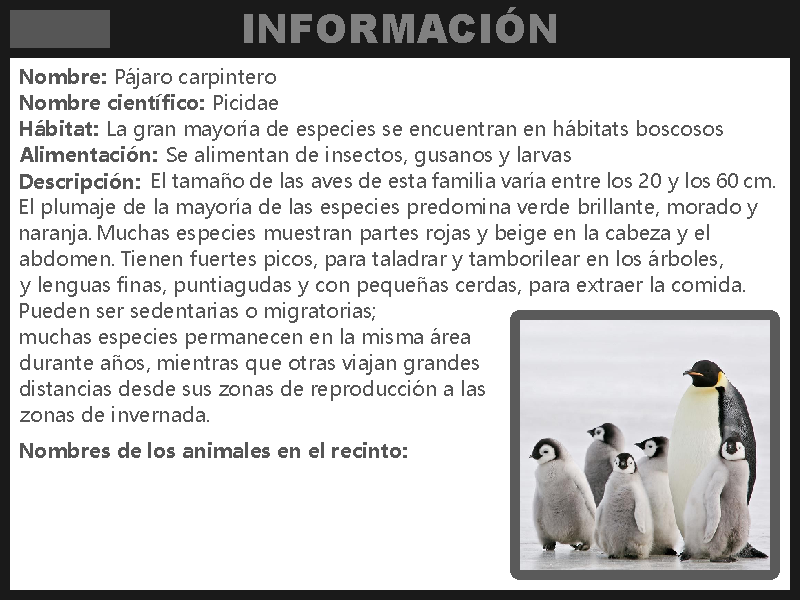 INFORMACIÓN
Nombre: Pájaro carpintero
Nombre científico: Picidae
Hábitat: La gran mayoría de especies se encuentran en hábitats boscosos
Alimentación: Se alimentan de insectos, gusanos y larvas
Descripción: El tamaño de las aves de esta familia varía entre los 20 y los 60 cm.
El plumaje de la mayoría de las especies predomina verde brillante, morado y
naranja. Muchas especies muestran partes rojas y beige en la cabeza y el
abdomen. Tienen fuertes picos, para taladrar y tamborilear en los árboles,
y lenguas finas, puntiagudas y con pequeñas cerdas, para extraer la comida.
Pueden ser sedentarias o migratorias;
muchas especies permanecen en la misma área
durante años, mientras que otras viajan grandes
distancias desde sus zonas de reproducción a las
zonas de invernada.
Nombres de los animales en el recinto: